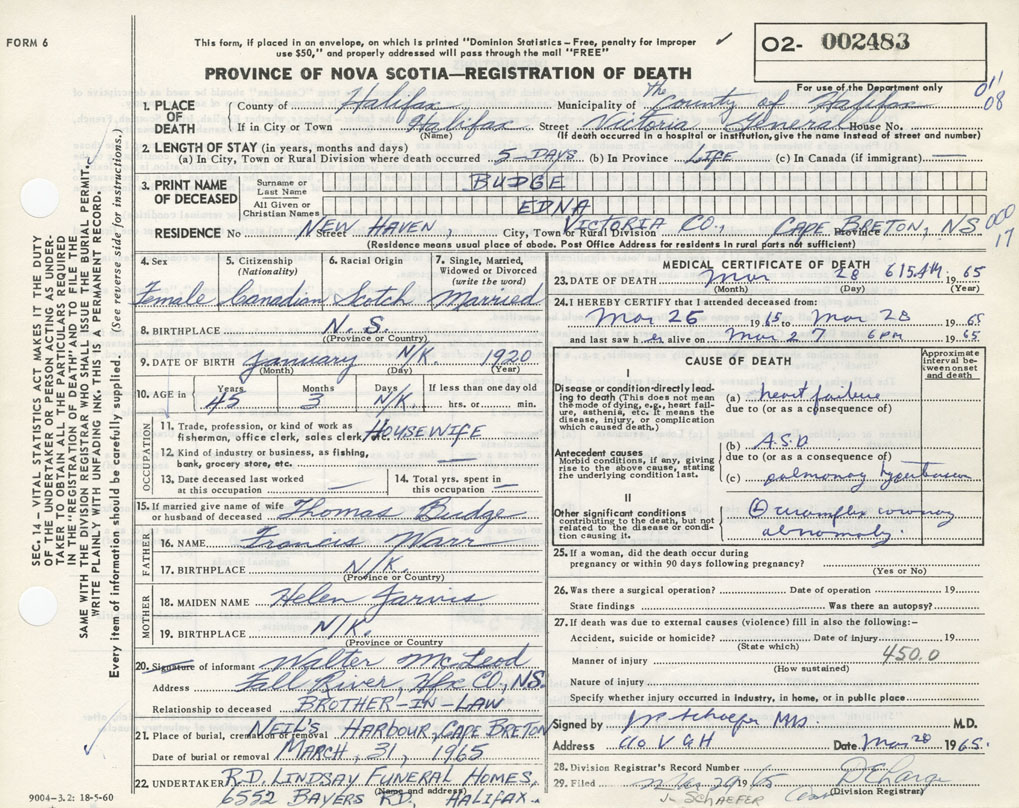 FORM 6
This form, if placed in an envelope, on which is printed "Dominion Statistics – Free, penalty for improper
use $50," and properly addressed will pass through the mail "FREE"
✓
02- 002483
PROVINCE OF NOVA SCOTIA—REGISTRATION OF DEATH
For use of the Department only
01
08
1. PLACE OF DEATH
County of Halifax Municipality of The County of Halifax
If in City or Town Halifax Street Victoria General House No.
(Name) (If death occurred in a hospital or institution, give the name instead of street and number)
2. LENGTH OF STAY (in years, months and days)
(a) In City, Town or Rural Division where death occurred 5-DAYS (b) In Province LIFE (c) In Canada (if immigrant) —
3. PRINT NAME OF DECEASED
Surname or Last Name BUDGE
All Given or Christian Names EDNA
RESIDENCE No NEW HAVEN, Street VICTORIA CO., City, Town or Rural Division CAPE BRETON, NS Province
000
17
(Residence means usual place of abode. Post Office Address for residents in rural parts not sufficient)
4. Sex 5. Citizenship (Nationality) 6. Racial Origin 7. Single, Married, Widowed or Divorced (write the word)
Female Canadian Scotch Married
8. BIRTHPLACE N. S.
(Province or Country)
9. DATE OF BIRTH January N/K. 1920
(Month) (Day) (Year)
10. AGE in Years 45 Months 3 Days N/K. If less than one day old
hrs. or min.
OCCUPATION
11. Trade, profession, or kind of work as
fisherman, office clerk, sales clerk, HOUSEWIFE
12. Kind of industry or business, as fishing,
bank, grocery store, etc. —
13. Date deceased last worked
at this occupation —
14. Total yrs. spent in
this occupation —
15. If married give name of wife
or husband of deceased Thomas Budge
FATHER
16. NAME Francis Warr
17. BIRTHPLACE N/K.
(Province or Country)
MOTHER
18. MAIDEN NAME Helen Jarvis
19. BIRTHPLACE N/K.
(Province or Country
20. Signature of informant Walter McLeod
Address Fall River, Hfx CO., NS.
Relationship to deceased BROTHER-IN-LAW
21. Place of burial, cremation or removal NEIL'S HARBOUR, CAPE BRETON
Date of burial or removal MARCH, 31, 1965
22. UNDERTAKER R.D. LINDSAY FUNERAL HOMES,
(Name and address)
6552 BAYERS RD. HALIFAX.
MEDICAL CERTIFICATE OF DEATH
23. DATE OF DEATH Mar 28 615AM 1965
(Month) (Day) (Year)
24. I HEREBY CERTIFY that I attended deceased from:
Mar 26 1965 to Mar 28 1965
and last saw her alive on Mar 27 6pm 1965
CAUSE OF DEATH
Approximate interval between onset and death
I
Disease or condition directly leading
to death (This does not mean
the mode of dying, e.g., heart failure,
asthenia, etc. It means the
disease, injury, or complication
which caused death.)
(a) heart failure
due to (or as a consequence of)
Antecedent causes
Morbid conditions, if any, giving
rise to the above cause, stating
the underlying condition last.
(b) A.S.D
due to (or as a consequence of)
(c) pulmonary hypertension
II
Other significant conditions
contributing to the death, but not
related to the disease or condition
causing it.
coronary
abnormality.
25. If a woman, did the death occur during
pregnancy or within 90 days following pregnancy?
(Yes or No)
26. Was there a surgical operation? Date of operation 19
State findings Was there an autopsy?
27. If death was due to external causes (violence) fill in also the following:–
Accident, suicide or homicide? Date of injury 19
(State which)
Manner of injury 450.0
(How sustained)
Nature of injury
Specify whether injury occurred in industry, in home, or in public place
Signed by Schaefer M.D.
Address c/o V G H Date Mar 28 1965.
28. Division Registrar's Record Number
29. Filed Mar 29 1965
(Division Registrar)
J. SCHAEFER
SEC. 14 – VITAL STATISTICS ACT MAKES IT THE DUTY
OF THE UNDERTAKER OR PERSON ACTING AS UNDER-
TAKER TO OBTAIN ALL THE PARTICULARS REQUIRED
IN THE "REGISTRATION OF DEATH" AND TO FILE THE
SAME WITH THE DIVISION REGISTRAR WHO SHALL ISSUE THE BURIAL PERMIT.
WRITE PLAINLY WITH UNFADING INK. THIS IS A PERMANENT RECORD.
Every item of information should be carefully supplied. (See reverse side for instructions.)
9004–3.2: 18-5-60